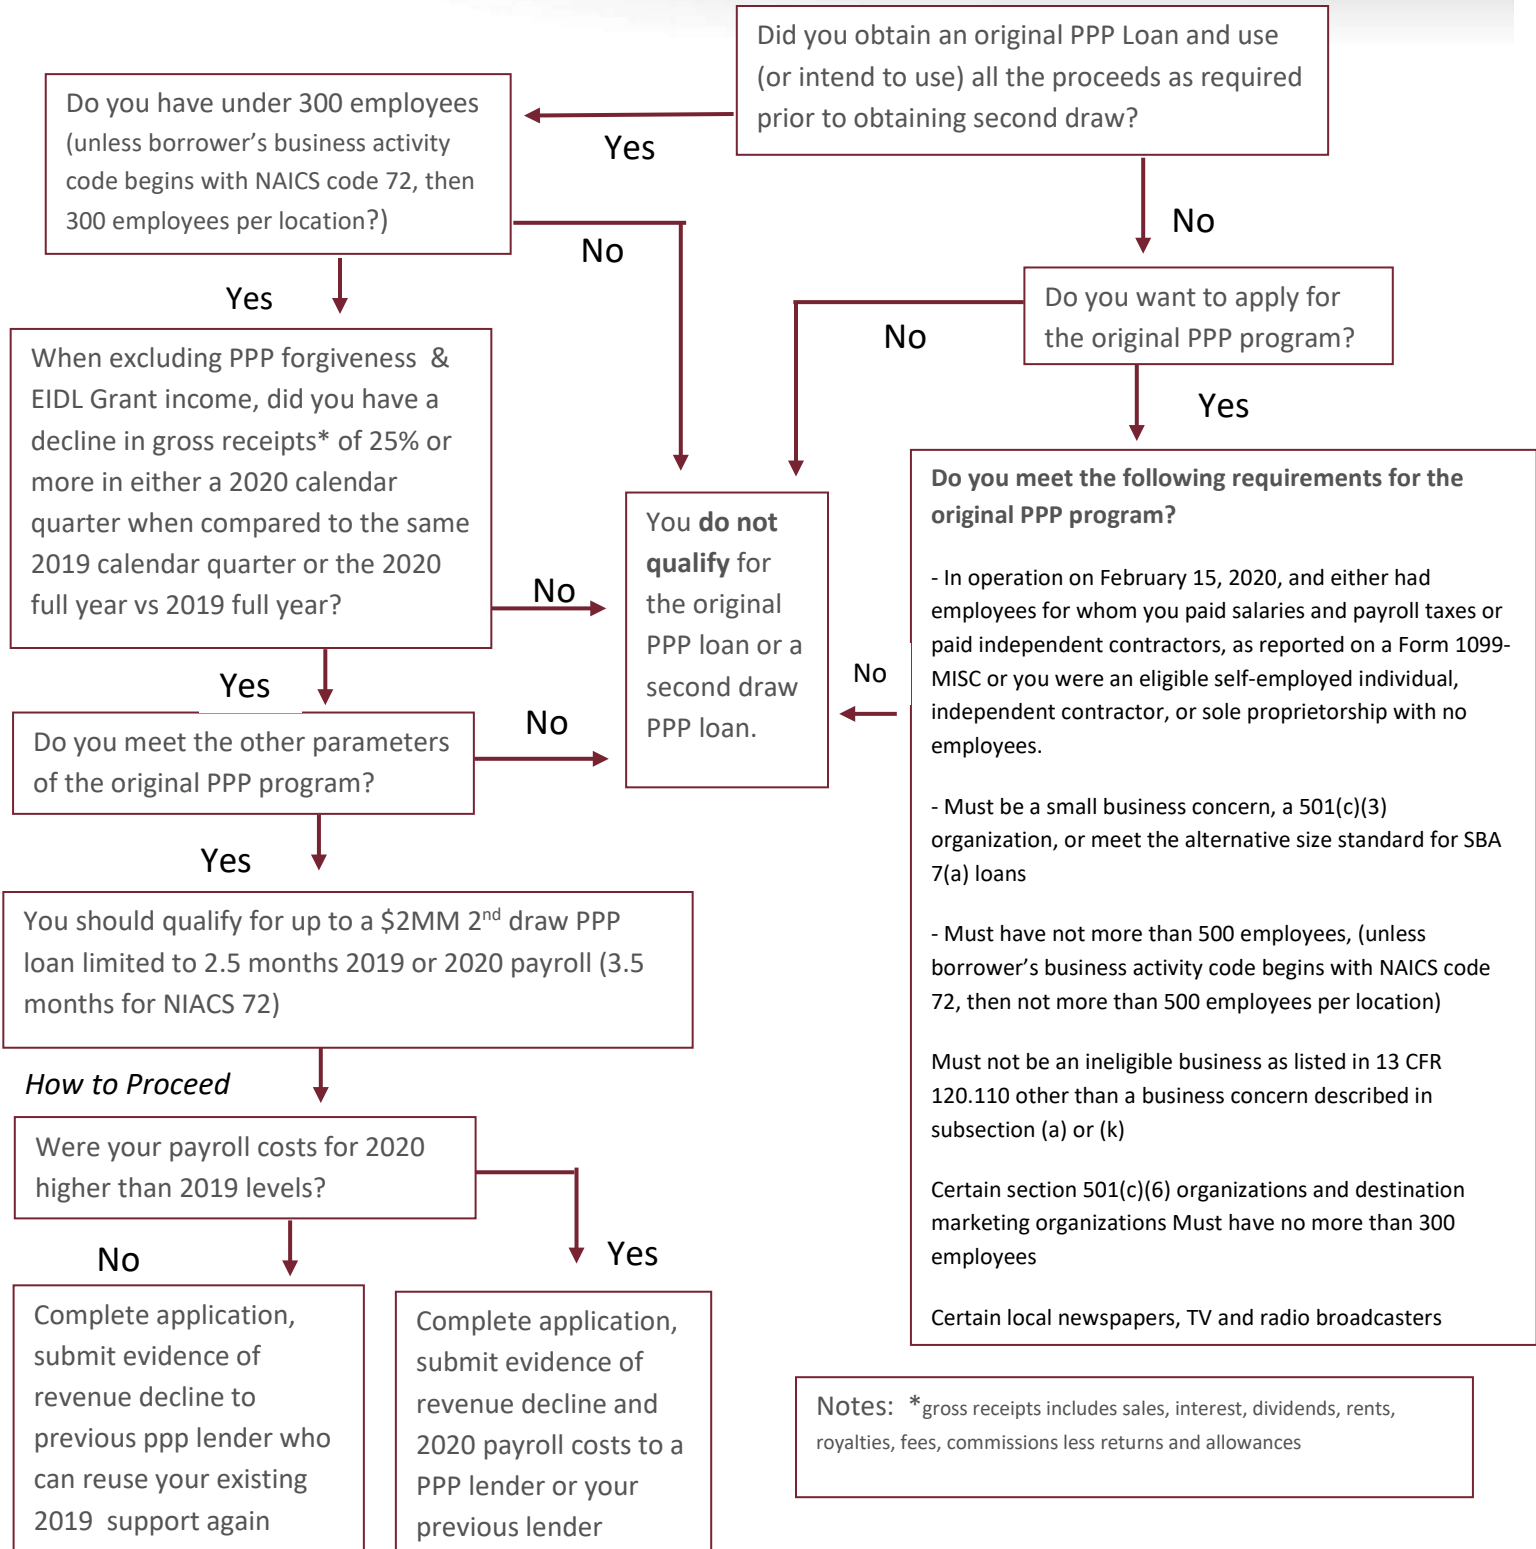 Did you obtain an original PPP Loan and use
(or intend to use) all the proceeds as required
prior to obtaining second draw?
Yes
No
Do you have under 300 employees
(unless borrower’s business activity
code begins with NAICS code 72, then
300 employees per location?)
No
Yes
Do you want to apply for
the original PPP program?
No
Yes
When excluding PPP forgiveness &
EIDL Grant income, did you have a
decline in gross receipts* of 25% or
more in either a 2020 calendar
quarter when compared to the same
2019 calendar quarter or the 2020
full year vs 2019 full year?
No
Yes
You do not
qualify for
the original
PPP loan or a
second draw
PPP loan.
Do you meet the following requirements for the
original PPP program?
- In operation on February 15, 2020, and either had
employees for whom you paid salaries and payroll taxes or
paid independent contractors, as reported on a Form 1099-
MISC or you were an eligible self-employed individual,
independent contractor, or sole proprietorship with no
employees.
- Must be a small business concern, a 501(c)(3)
organization, or meet the alternative size standard for SBA
7(a) loans
- Must have not more than 500 employees, (unless
borrower’s business activity code begins with NAICS code
72, then not more than 500 employees per location)
Must not be an ineligible business as listed in 13 CFR
120.110 other than a business concern described in
subsection (a) or (k)
Certain section 501(c)(6) organizations and destination
marketing organizations Must have no more than 300
employees
Certain local newspapers, TV and radio broadcasters
No
Do you meet the other parameters
of the original PPP program?
No
Yes
You should qualify for up to a $2MM 2nd draw PPP
loan limited to 2.5 months 2019 or 2020 payroll (3.5
months for NIACS 72)
How to Proceed
Were your payroll costs for 2020
higher than 2019 levels?
No
Yes
Complete application,
submit evidence of
revenue decline to
previous ppp lender who
can reuse your existing
2019 support again
Complete application,
submit evidence of
revenue decline and
2020 payroll costs to a
PPP lender or your
previous lender
Notes: *gross receipts includes sales, interest, dividends, rents,
royalties, fees, commissions less returns and allowances